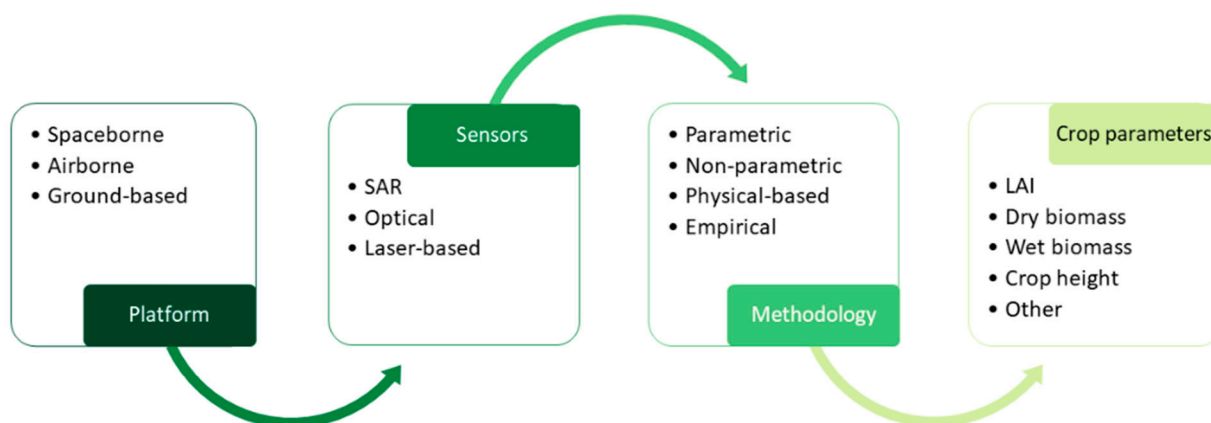 • Spaceborne
• Airborne
• Ground-based
Platform
Sensors
• SAR
• Optical
• Laser-based
• Parametric
• Non-parametric
• Physical-based
• Empirical
Methodology
Crop parameters
• LAI
• Dry biomass
• Wet biomass
• Crop height
• Other